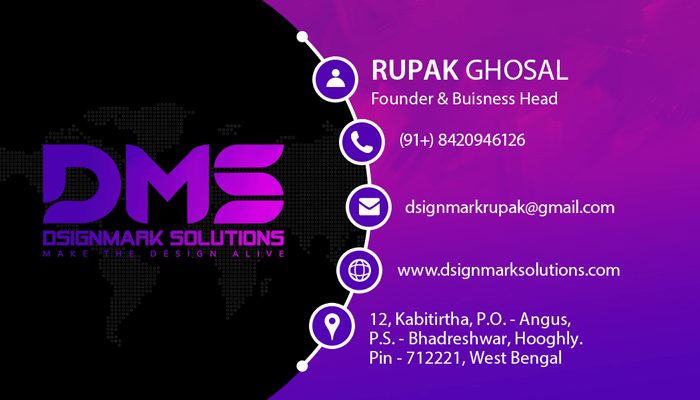 DMS
DSIGNMARK SOLUTIONS
MAKE THE DESIGN ALIVE
RUPAK GHOSAL
Founder & Buisness Head
(91+) 8420946126
dsignmarkrupak@gmail.com
www.dsignmarksolutions.com
12, Kabitirtha, P.O. - Angus,
P.S. - Bhadreshwar, Hooghly.
Pin - 712221, West Bengal